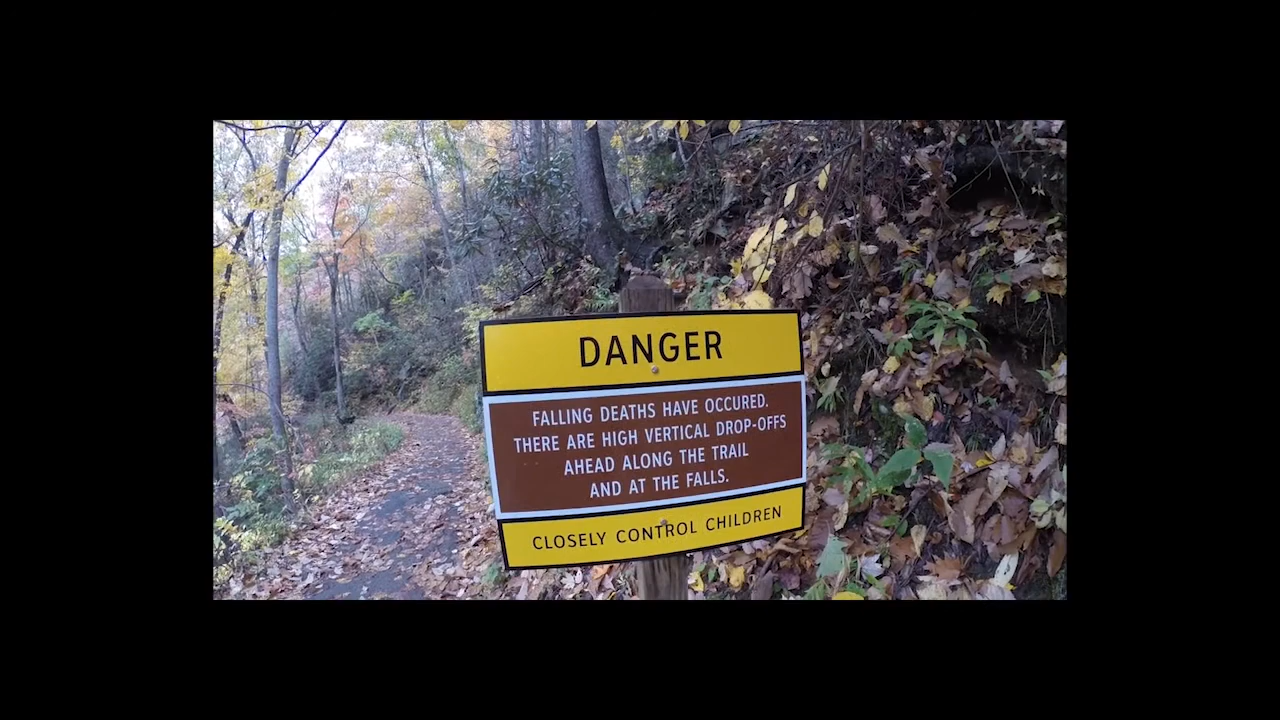 DANGER
FALLING DEATHS HAVE OCCURED.
THERE ARE HIGH VERTICAL DROP-OFFS
AHEAD ALONG THE TRAIL
AND AT THE FALLS.
CLOSELY CONTROL CHILDREN